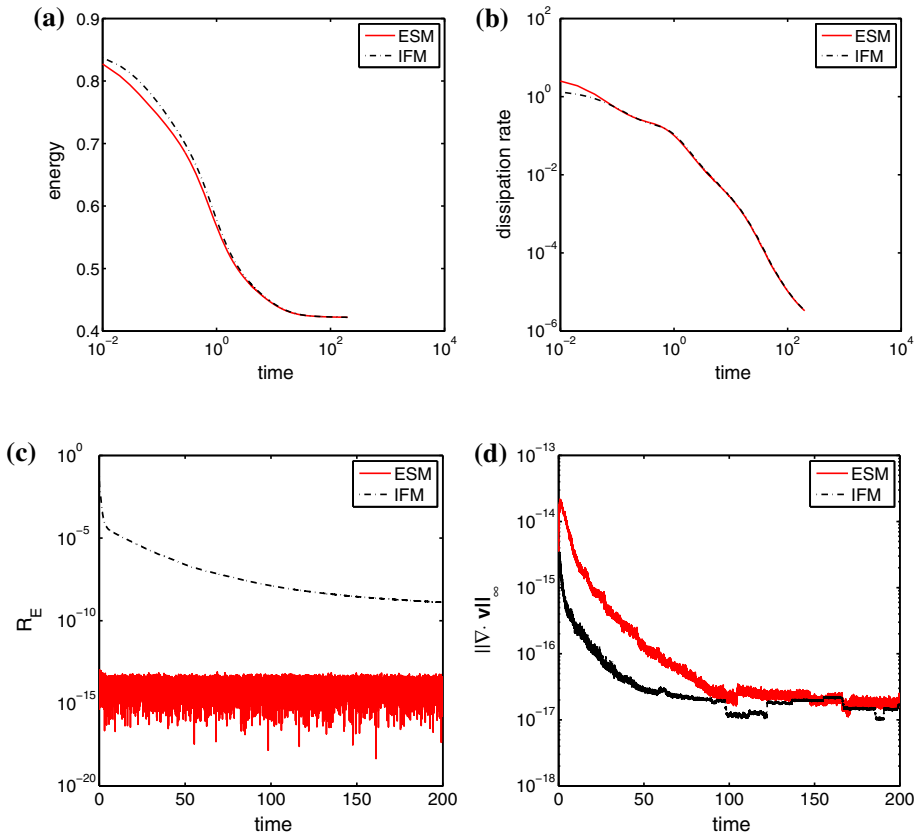 (a)
0.9
0.8
0.7
0.6
0.5
0.4
energy
10^-2
10^0
10^2
10^4
time
ESM
IFM
(b)
10^2
10^0
10^-2
10^-4
10^-6
dissipation rate
10^-2
10^0
10^2
10^4
time
ESM
IFM
(c)
10^0
10^-5
10^-10
10^-15
10^-20
R_E
0
50
100
150
200
time
ESM
IFM
(d)
10^-13
10^-14
10^-15
10^-16
10^-17
10^-18
||∇· v||_∞
0
50
100
150
200
time
ESM
IFM